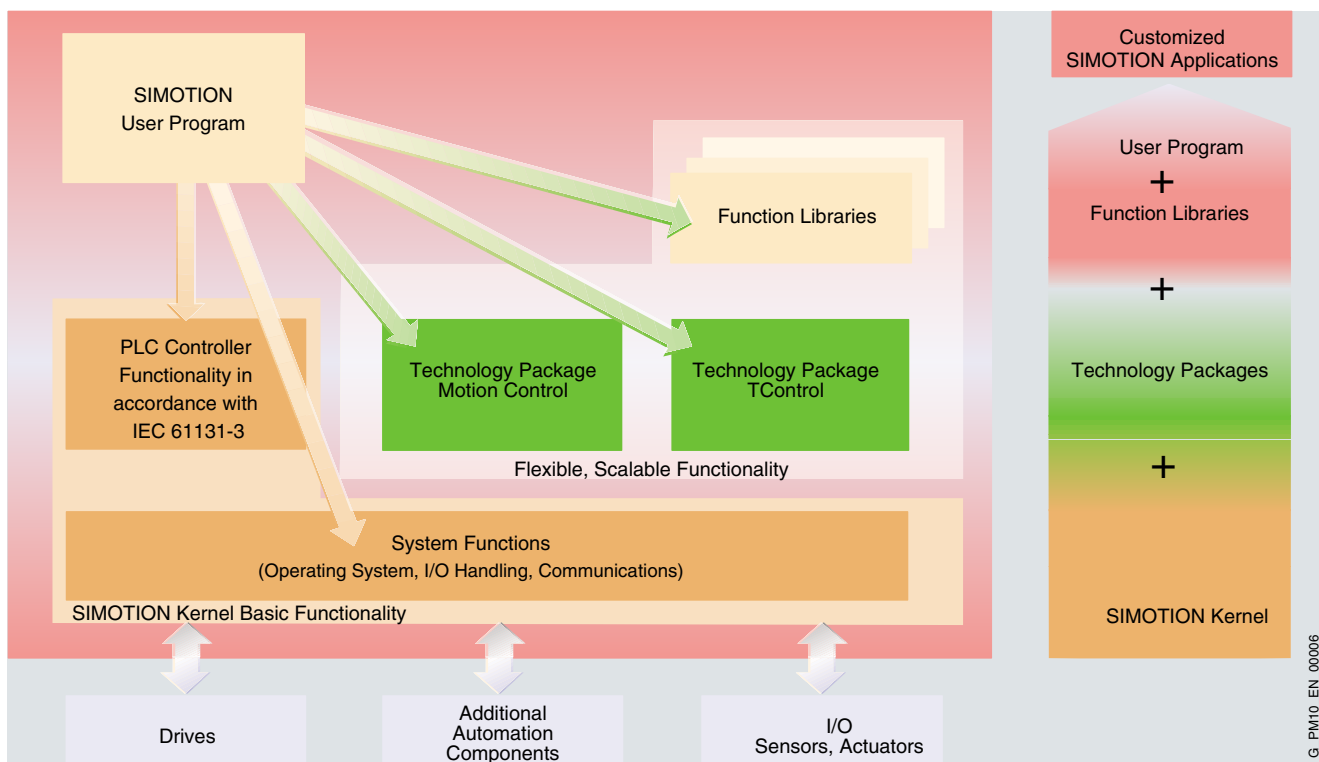 SIMOTION
User Program
Function Libraries
PLC Controller
Functionality in
accordance with
IEC 61131-3
Technology Package
Motion Control
Technology Package
TControl
Flexible, Scalable Functionality
System Functions
(Operating System, I/O Handling, Communications)
SIMOTION Kernel Basic Functionality
Drives
Additional
Automation
Components
I/O
Sensors, Actuators
Customized
SIMOTION Applications
User Program
+
Function Libraries
+
Technology Packages
+
SIMOTION Kernel
G_PM10_EN_00006